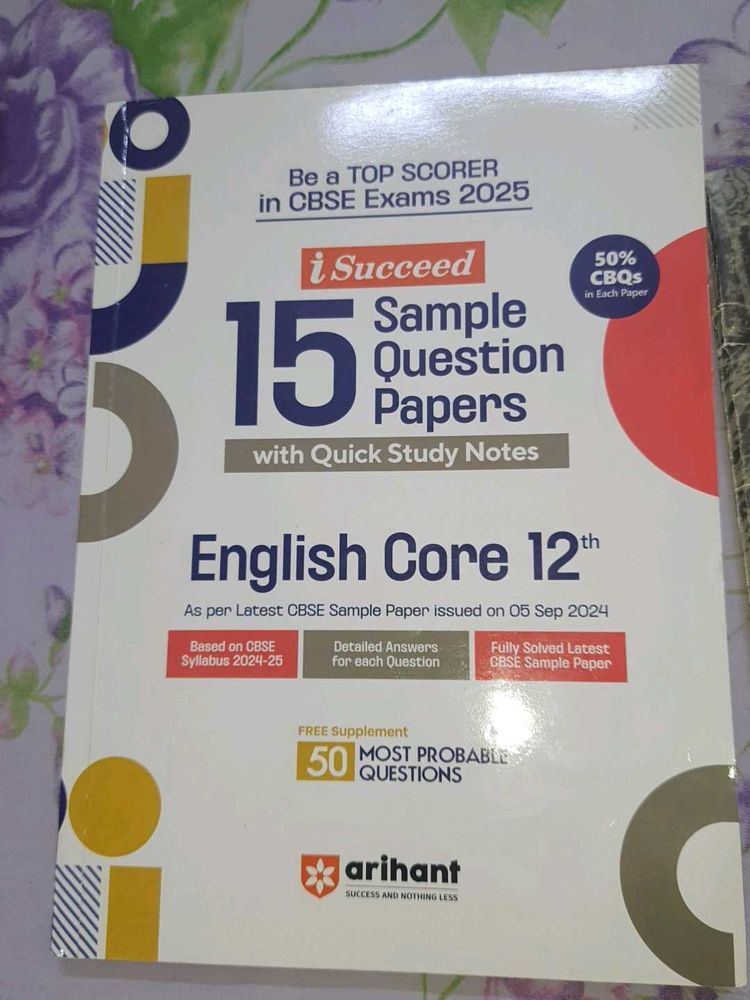 Be a TOP SCORER
in CBSE Exams 2025
i Succeed
50%
CBQs
in Each Paper
15 Sample
Question
Papers
with Quick Study Notes
English Core 12th
As per Latest CBSE Sample Paper issued on 05 Sep 2024
Based on CBSE
Syllabus 2024-25
Detailed Answers
for each Question
Fully Solved Latest
CBSE Sample Paper
FREE Supplement
50 MOST PROBABLE
QUESTIONS
arihant
SUCCESS AND NOTHING LESS